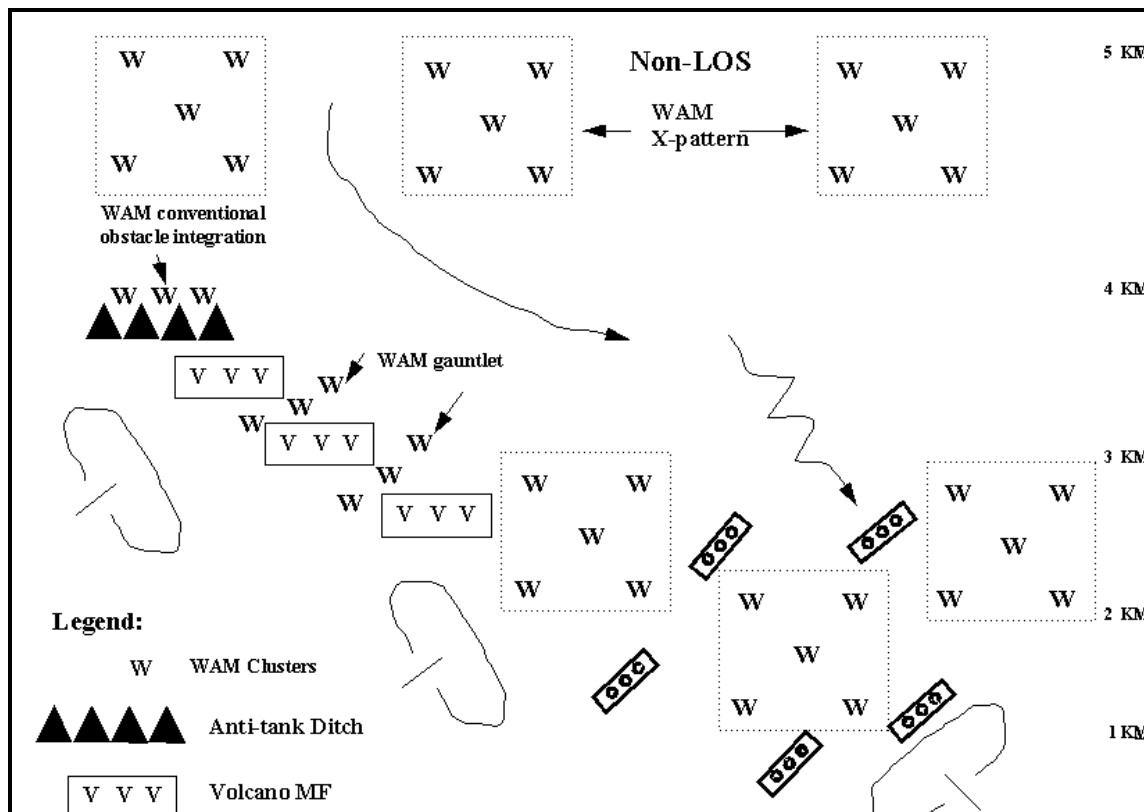 W W
W
W W
W W
W
W W
Non-LOS
WAM
X-pattern
W W
W
W W
5 KM
WAM conventional
obstacle integration
W W W
4 KM
V V V
WAM gauntlet
W
W
W
V V V
W
W
W
V V V
3 KM
W W
W
W W
W W
W
W W
W W
W
W W
2 KM
1 KM
Legend:
W WAM Clusters
Anti-tank Ditch
V V V Volcano MF